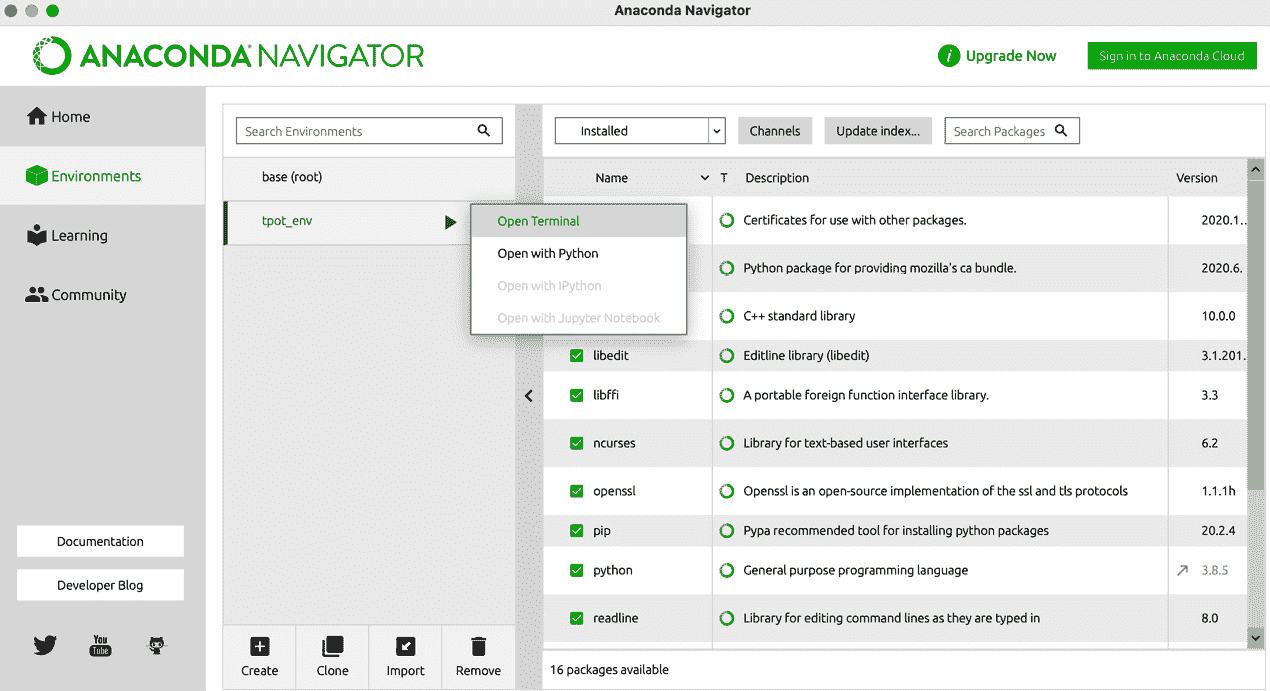 Anaconda Navigator
ANACONDA NAVIGATOR
i Upgrade Now
Sign in to Anaconda Cloud
Home
Environments
Learning
Community
Documentation
Developer Blog
You
Tube
Search Environments
base (root)
tpot_env
Open Terminal
Open with Python
Open with IPython
Open with Jupyter Notebook
Create
Clone
Import
Remove
Installed
Channels
Update index...
Search Packages
Name T Description Version
Certificates for use with other packages. 2020.1..
Python package for providing mozilla's ca bundle. 2020.6.
C++ standard library 10.0.0
libedit Editline library (libedit) 3.1.201.
libffi A portable foreign function interface library. 3.3
ncurses Library for text-based user interfaces 6.2
openssl Openssl is an open-source implementation of the ssl and tls protocols 1.1.1h
pip Pypa recommended tool for installing python packages 20.2.4
python General purpose programming language 3.8.5
readline Library for editing command lines as they are typed in 8.0
16 packages available